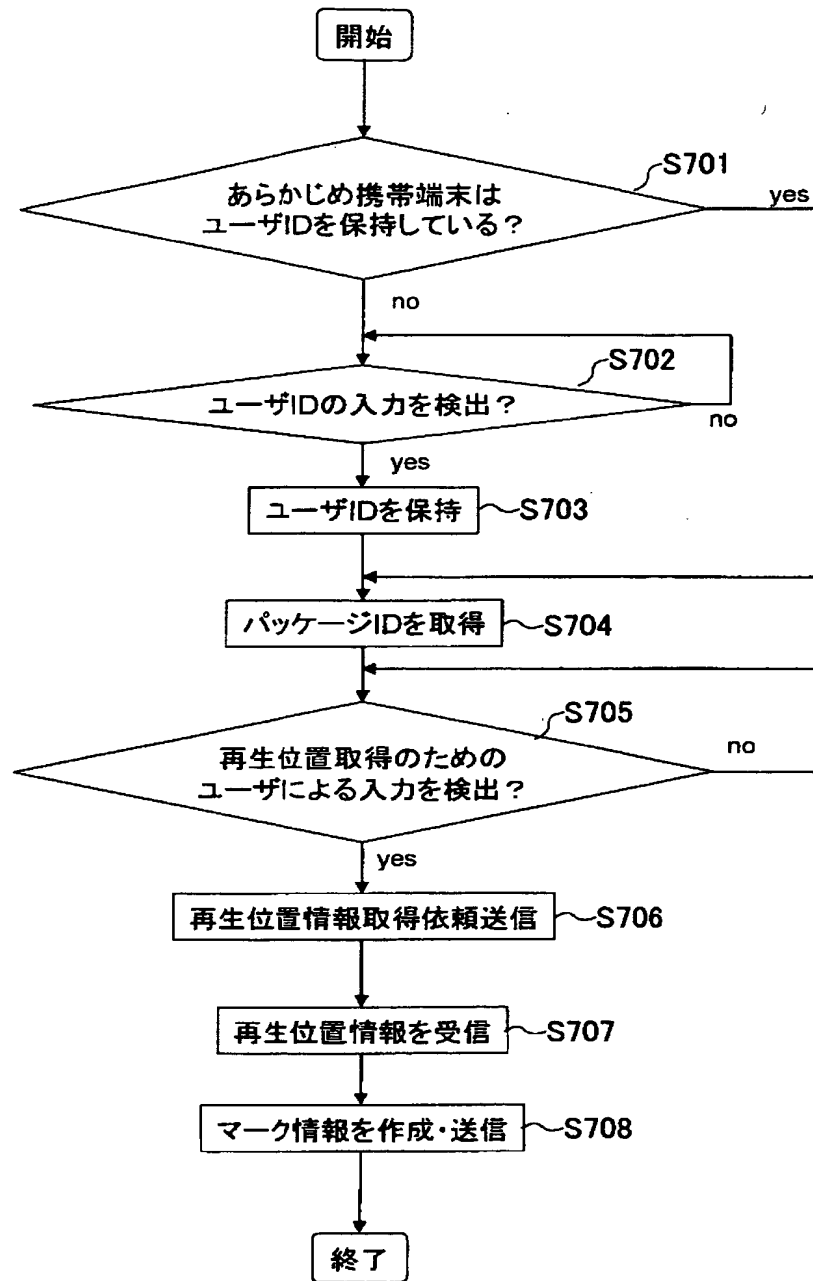 開始
S701
あらかじめ携帯端末は
ユーザIDを保持している？
yes
no
S702
ユーザIDの入力を検出？
no
yes
ユーザIDを保持
S703
パッケージIDを取得
S704
S705
再生位置取得のための
ユーザによる入力を検出？
no
yes
再生位置情報取得依頼送信
S706
再生位置情報を受信
S707
マーク情報を作成・送信
S708
終了